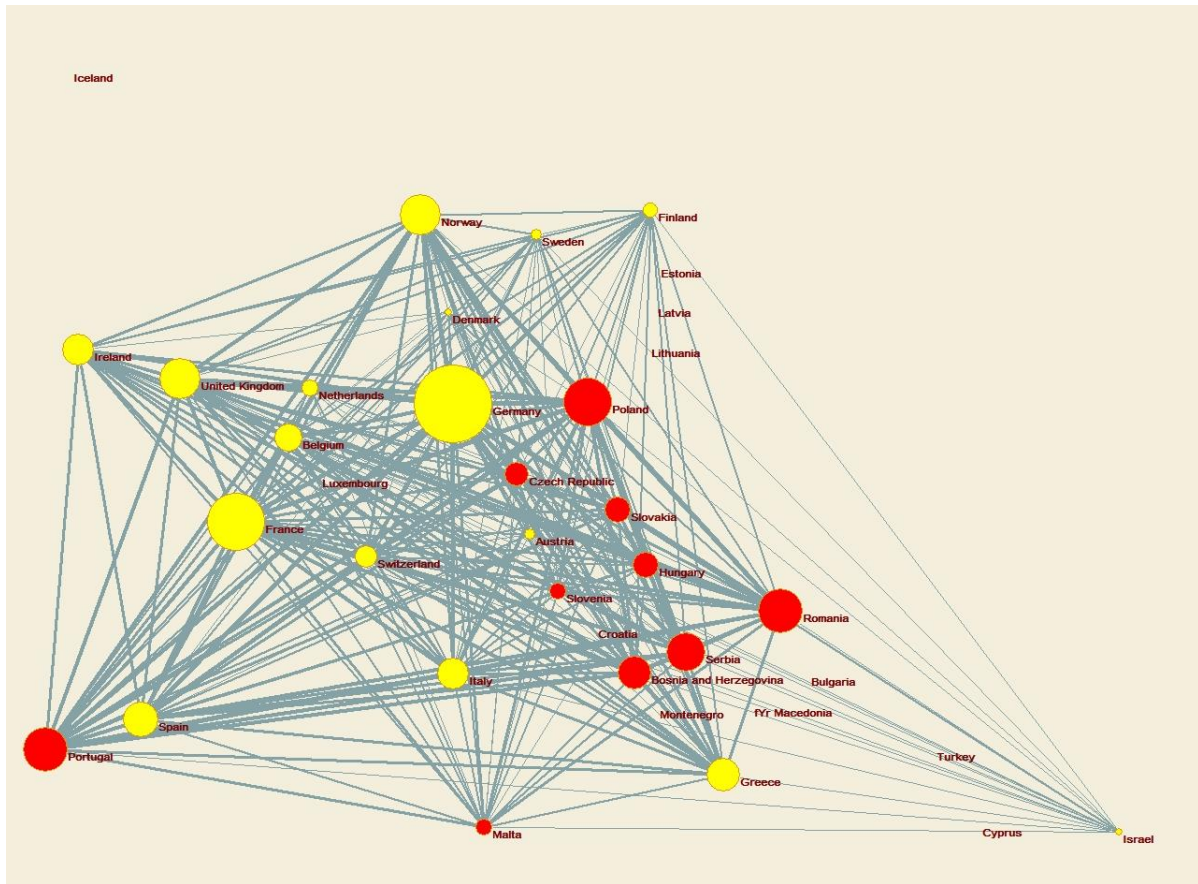 Iceland
Norway
Finland
Sweden
Estonia
Latvia
Denmark
Lithuania
Ireland
United Kingdom
Netherlands
Germany
Poland
Belgium
Luxembourg
Czech Republic
Slovakia
France
Austria
Switzerland
Hungary
Slovenia
Romania
Croatia
Serbia
Italy
Bosnia and Herzegovina
Bulgaria
Montenegro
fYr Macedonia
Spain
Portugal
Turkey
Greece
Malta
Cyprus
Israel